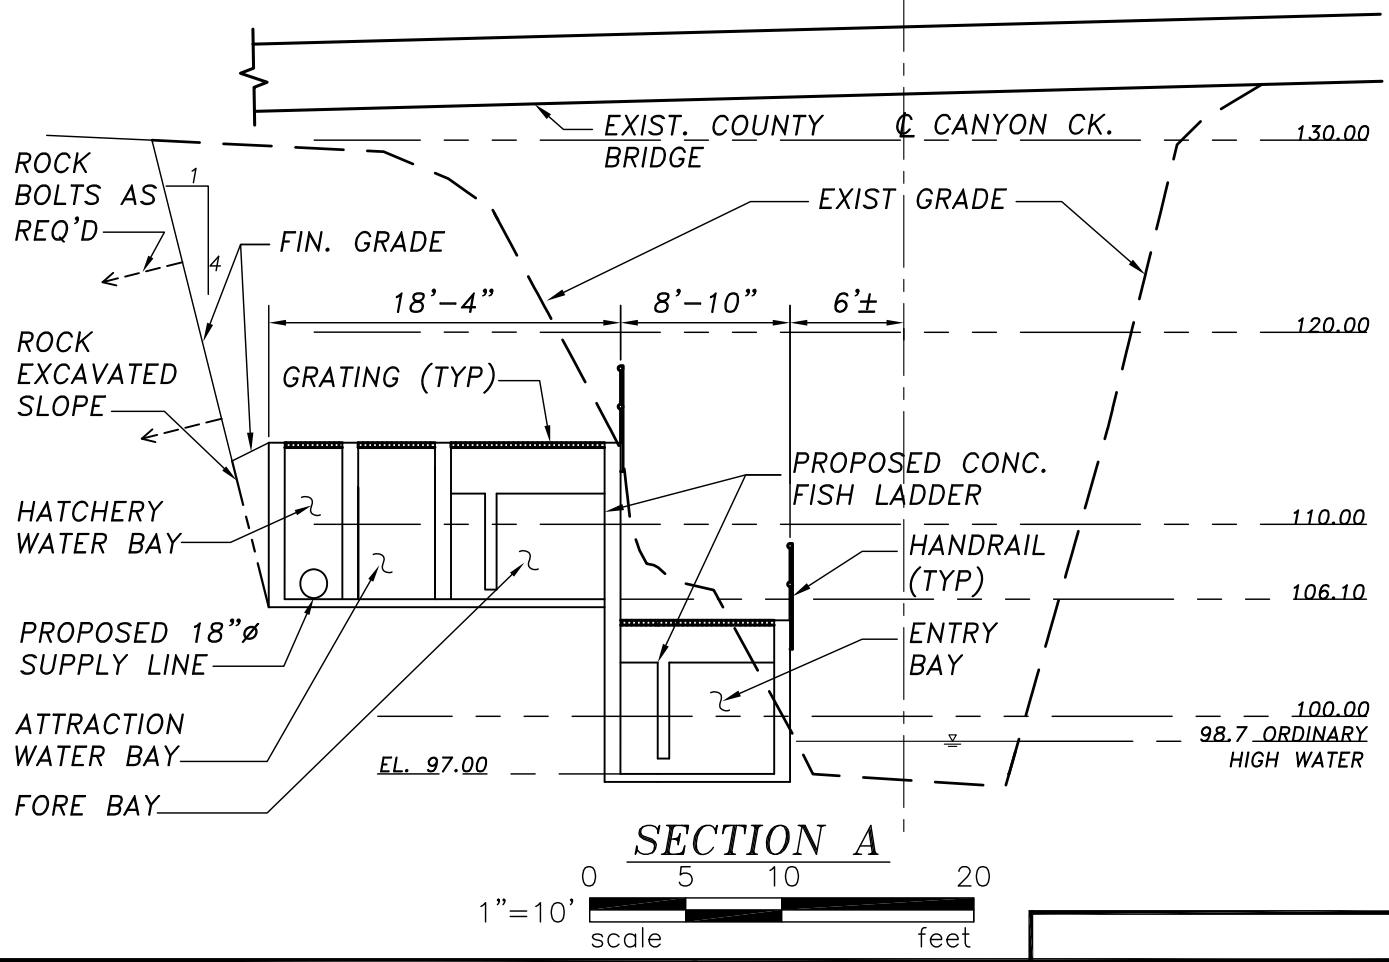 EXIST. COUNTY
BRIDGE
℄ CANYON CK.
130.00
ROCK
BOLTS AS
REQ'D
1
4
FIN. GRADE
EXIST GRADE
18'-4"
8'-10"
6'±
120.00
ROCK
EXCAVATED
SLOPE
GRATING (TYP)
PROPOSED CONC.
FISH LADDER
HATCHERY
WATER BAY
110.00
HANDRAIL
(TYP)
106.10
PROPOSED 18"ø
SUPPLY LINE
ENTRY
BAY
ATTRACTION
WATER BAY
100.00
98.7 ORDINARY
HIGH WATER
EL. 97.00
FORE BAY
SECTION A
0 5 10 20
1"=10'
scale feet